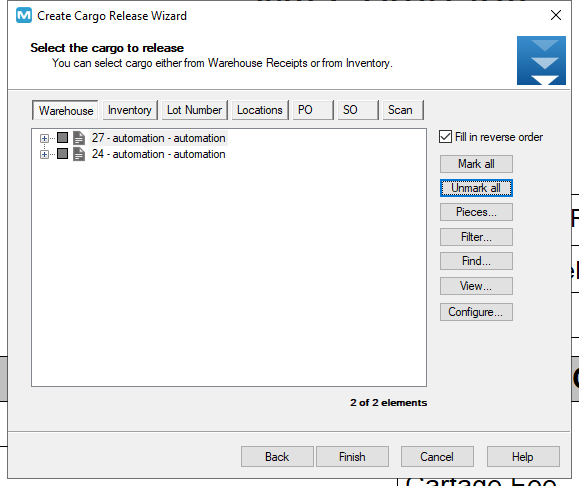 Create Cargo Release Wizard
Select the cargo to release
You can select cargo either from Warehouse Receipts or from Inventory.
Warehouse Inventory Lot Number Locations PO SO Scan
27 - automation - automation
24 - automation - automation
Fill in reverse order
Mark all
Unmark all
Pieces...
Filter...
Find...
View...
Configure...
2 of 2 elements
Back Finish Cancel Help
Cartage Fee